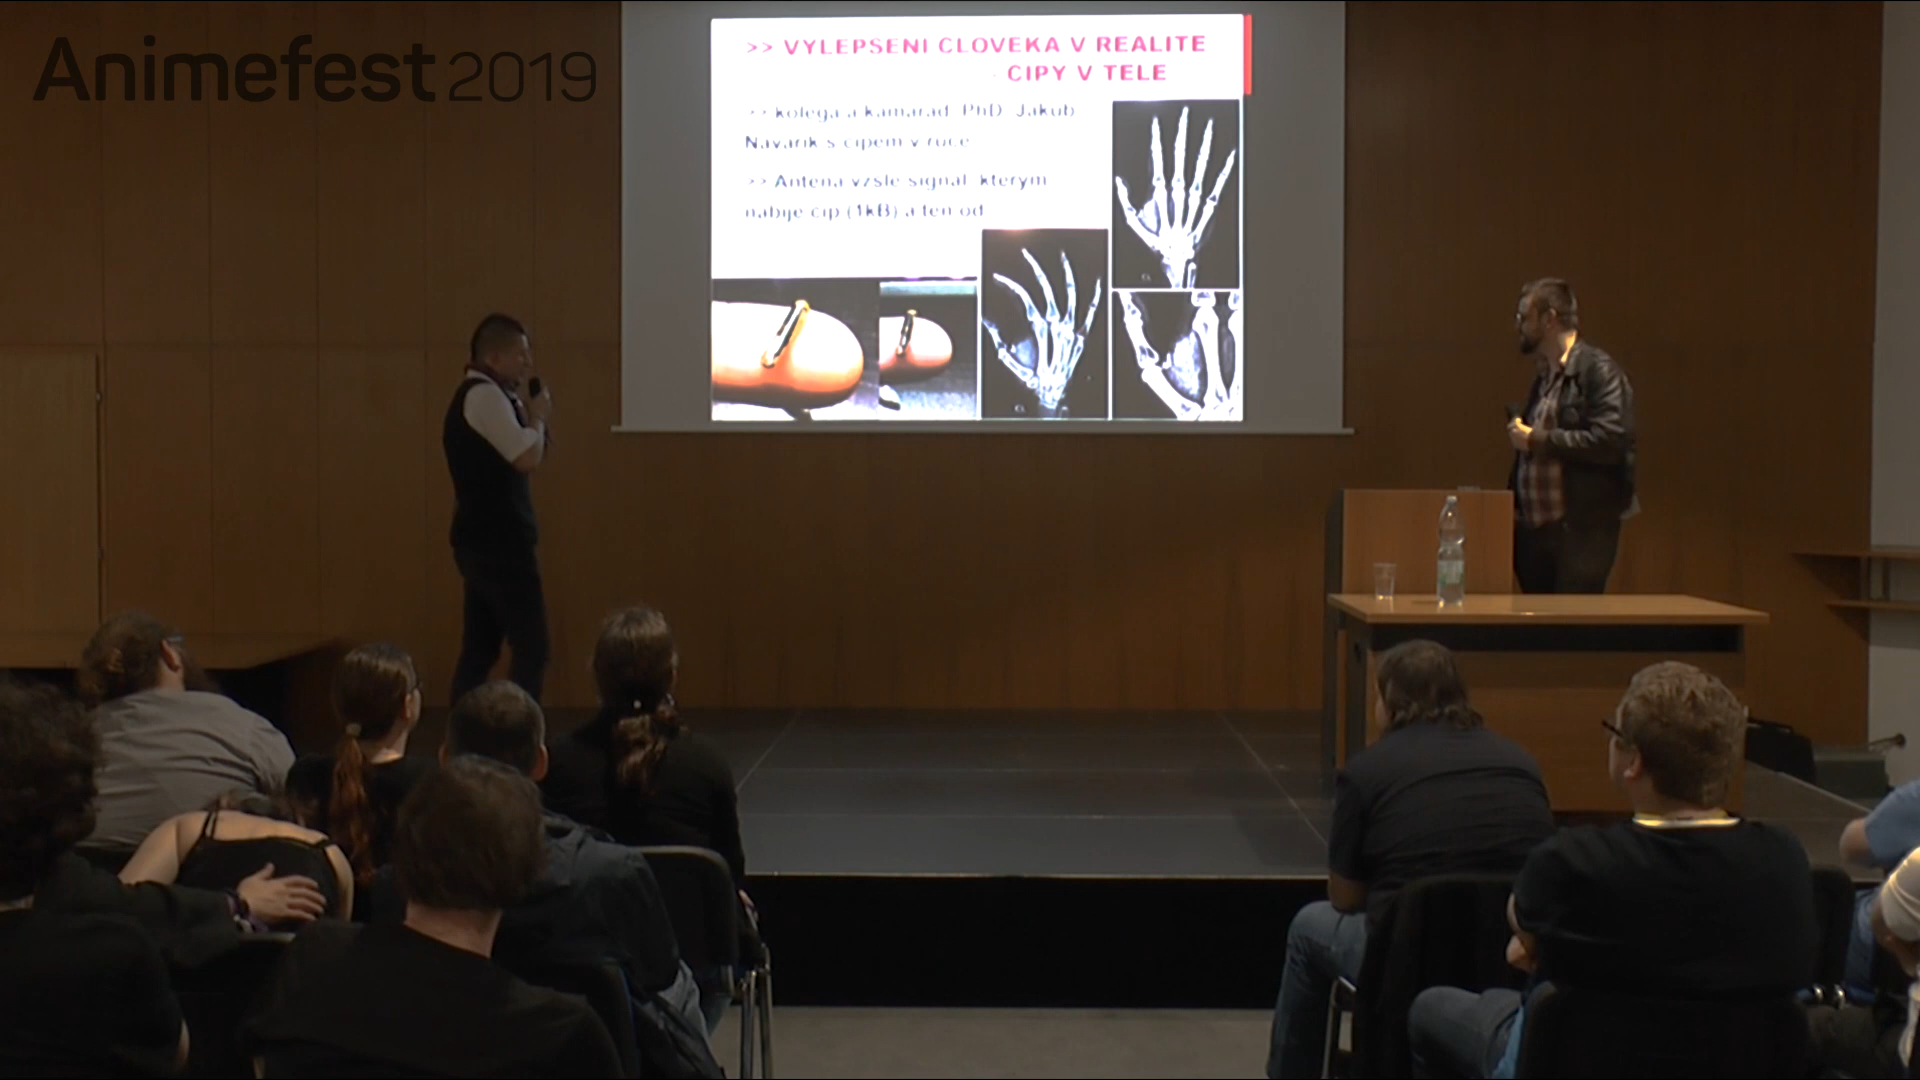 Animefest 2019
>> VYLEPSENI CLOVEKA V REALITE
- CIPY V TELE
>> kolega a kamarad PhD. Jakub
Navarik s cipem v ruce
>> Antena vzsle signal, kterym
nabije cip (1kB) a ten od